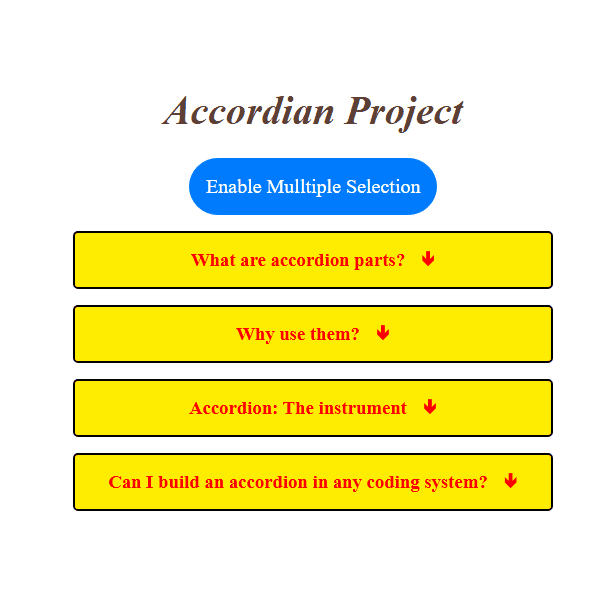 Accordian Project
Enable Mulltiple Selection
What are accordion parts? 🡻
Why use them? 🡻
Accordion: The instrument 🡻
Can I build an accordion in any coding system? 🡻